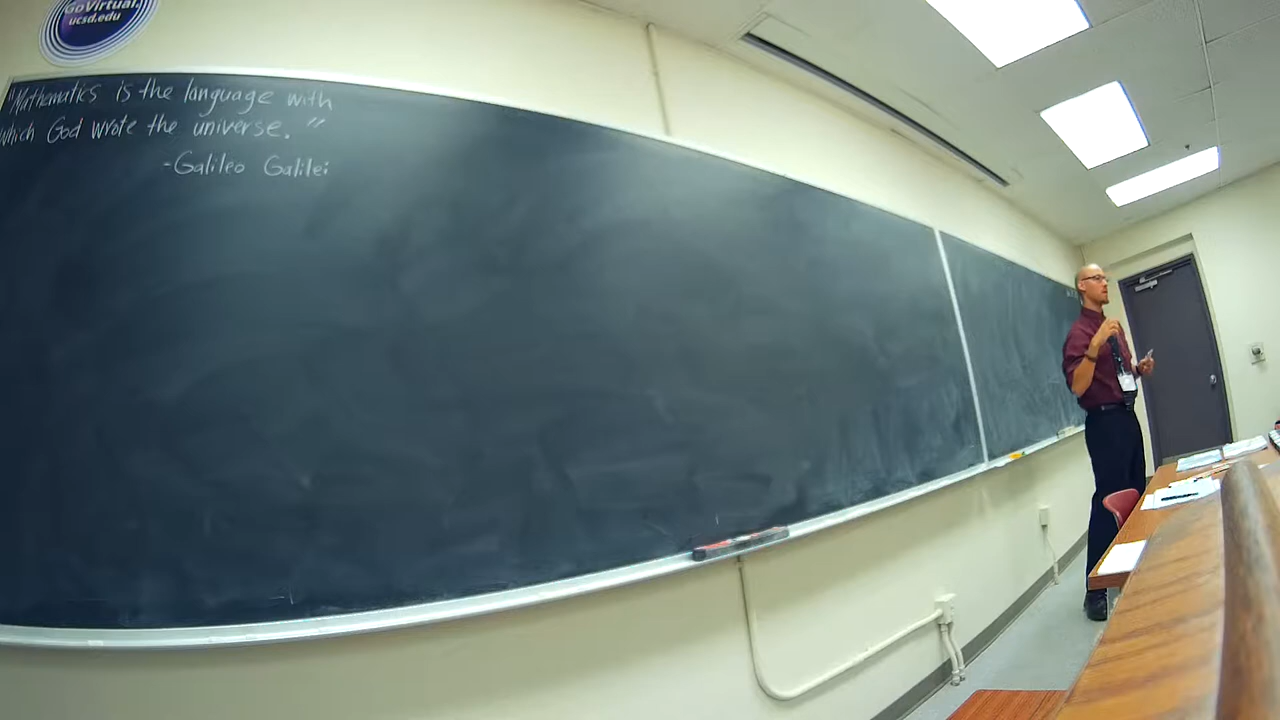 GoVirtual.
ucsd.edu
"Mathematics is the language with
which God wrote the universe."
-Galileo Galilei